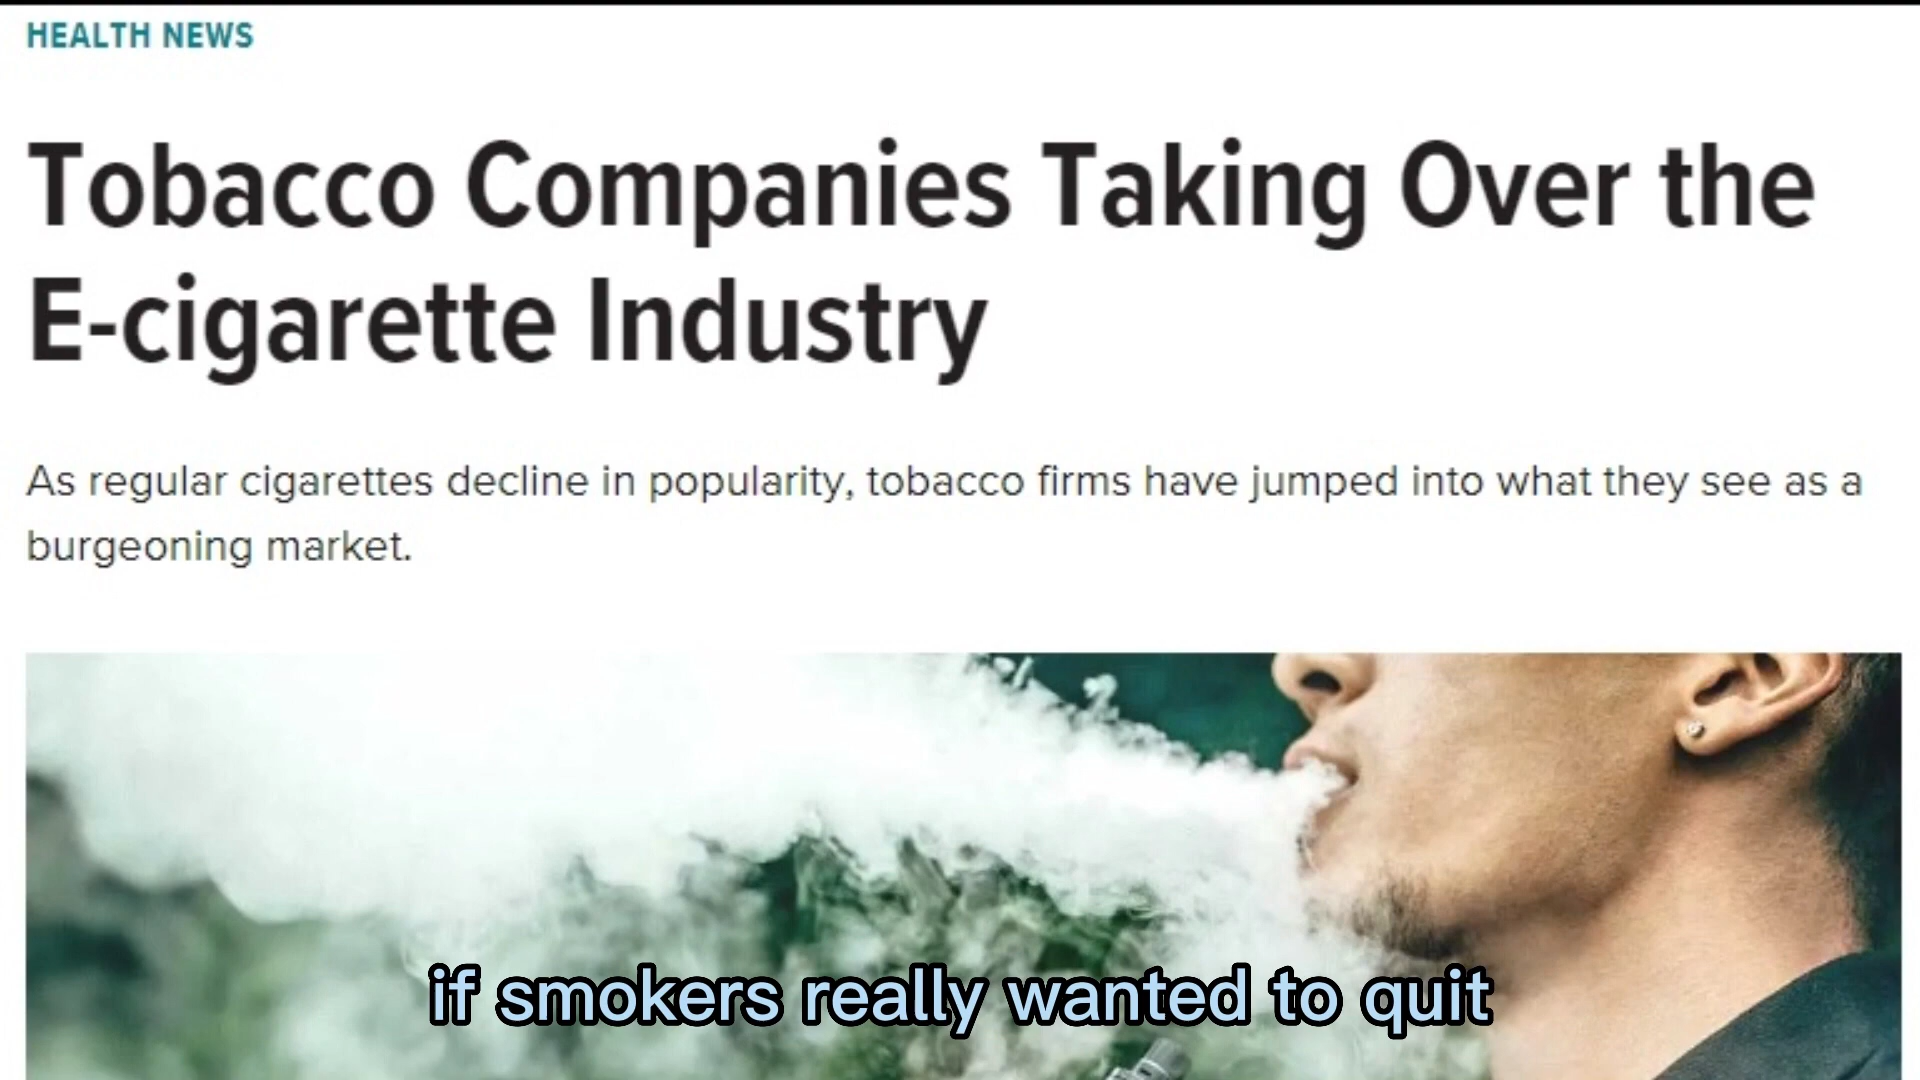 HEALTH NEWS
Tobacco Companies Taking Over the
E-cigarette Industry
As regular cigarettes decline in popularity, tobacco firms have jumped into what they see as a
burgeoning market.
if smokers really wanted to quit